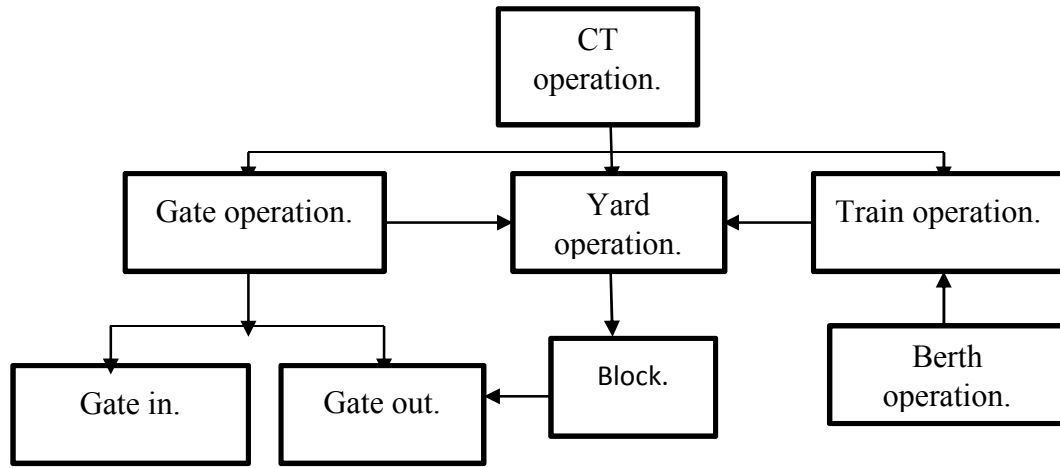 CT
operation.
Gate operation.
Yard
operation.
Train operation.
Gate in.
Gate out.
Block.
Berth
operation.